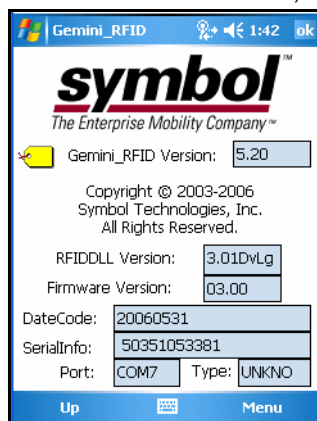 Gemini_RFID 1:42 ok
symbol™
The Enterprise Mobility Company™
Gemini_RFID Version: 5.20
Copyright © 2003-2006
Symbol Technologies, Inc.
All Rights Reserved.
RFIDDLL Version: 3.01DvLg
Firmware Version: 03.00
DateCode: 20060531
SerialInfo: 50351053381
Port: COM7 Type: UNKNO
Up Menu